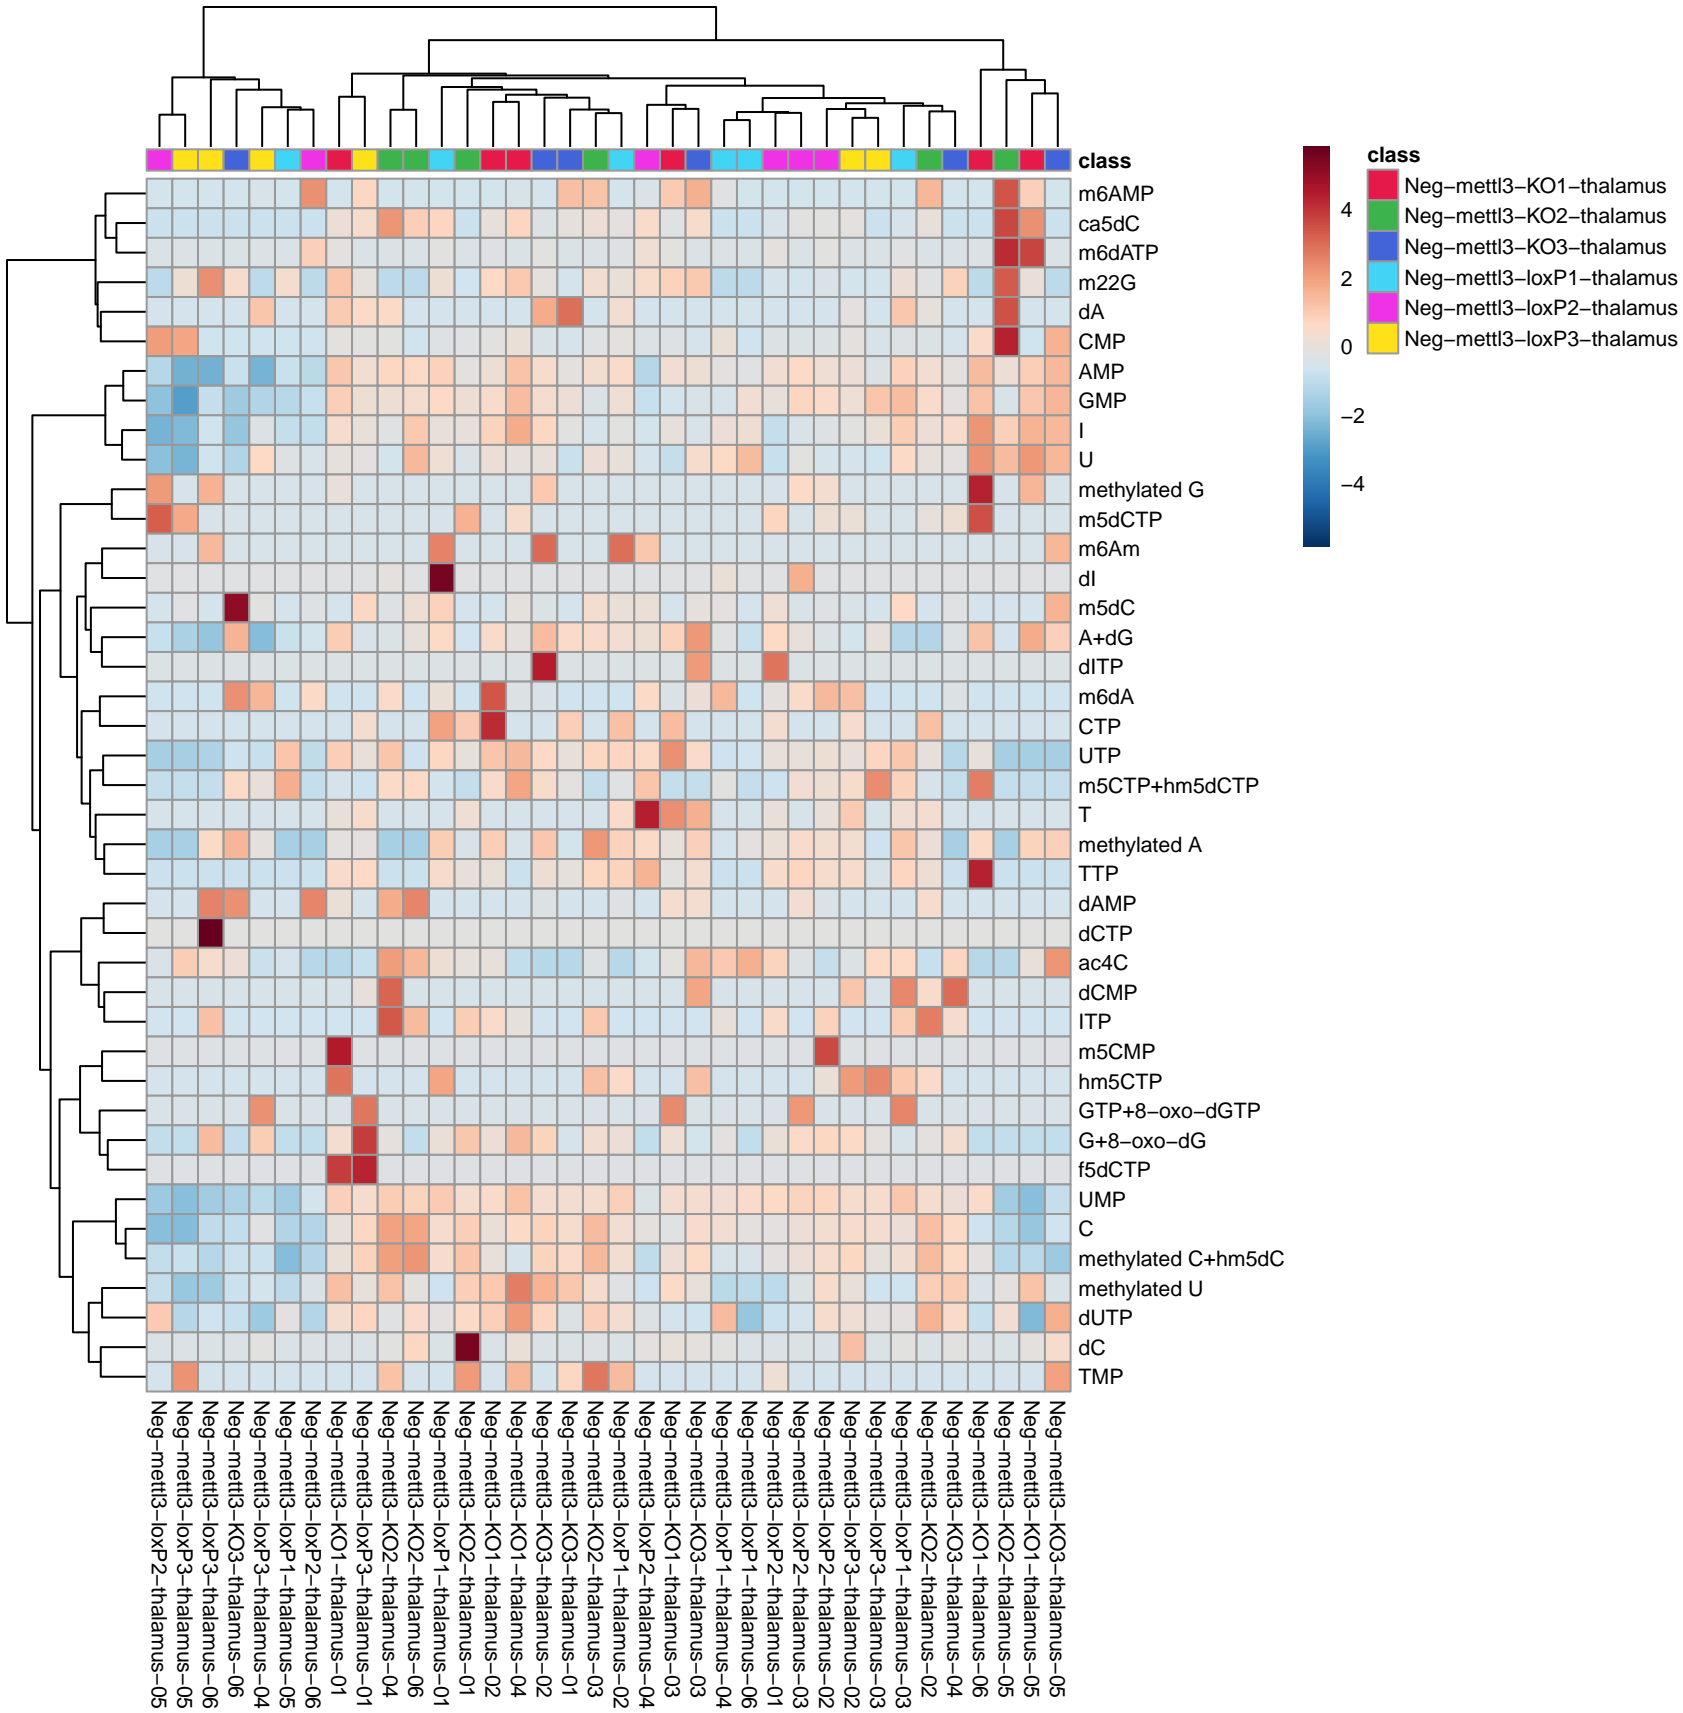 class
m6AMP
ca5dC
m6dATP
m22G
dA
CMP
AMP
GMP
I
U
methylated G
m5dCTP
m6Am
dI
m5dC
A+dG
dITP
m6dA
CTP
UTP
m5CTP+hm5dCTP
T
methylated A
TTP
dAMP
dCTP
ac4C
dCMP
ITP
m5CMP
hm5CTP
GTP+8−oxo−dGTP
G+8−oxo−dG
f5dCTP
UMP
C
methylated C+hm5dC
methylated U
dUTP
dC
TMP
4
2
0
−2
−4
class
Neg−mettl3−KO1−thalamus
Neg−mettl3−KO2−thalamus
Neg−mettl3−KO3−thalamus
Neg−mettl3−loxP1−thalamus
Neg−mettl3−loxP2−thalamus
Neg−mettl3−loxP3−thalamus
Neg−mettl3−loxP2−thalamus−05
Neg−mettl3−loxP3−thalamus−05
Neg−mettl3−loxP3−thalamus−06
Neg−mettl3−KO3−thalamus−06
Neg−mettl3−loxP3−thalamus−04
Neg−mettl3−loxP1−thalamus−05
Neg−mettl3−loxP2−thalamus−06
Neg−mettl3−KO1−thalamus−01
Neg−mettl3−loxP3−thalamus−01
Neg−mettl3−KO2−thalamus−04
Neg−mettl3−KO2−thalamus−06
Neg−mettl3−loxP1−thalamus−01
Neg−mettl3−KO2−thalamus−01
Neg−mettl3−KO1−thalamus−02
Neg−mettl3−KO1−thalamus−04
Neg−mettl3−KO3−thalamus−02
Neg−mettl3−KO3−thalamus−01
Neg−mettl3−KO2−thalamus−03
Neg−mettl3−loxP1−thalamus−02
Neg−mettl3−loxP2−thalamus−04
Neg−mettl3−KO1−thalamus−03
Neg−mettl3−KO3−thalamus−03
Neg−mettl3−loxP1−thalamus−04
Neg−mettl3−loxP1−thalamus−06
Neg−mettl3−loxP2−thalamus−01
Neg−mettl3−loxP2−thalamus−03
Neg−mettl3−loxP2−thalamus−02
Neg−mettl3−loxP3−thalamus−02
Neg−mettl3−loxP3−thalamus−03
Neg−mettl3−loxP1−thalamus−03
Neg−mettl3−KO2−thalamus−02
Neg−mettl3−KO3−thalamus−04
Neg−mettl3−KO1−thalamus−06
Neg−mettl3−KO2−thalamus−05
Neg−mettl3−KO1−thalamus−05
Neg−mettl3−KO3−thalamus−05